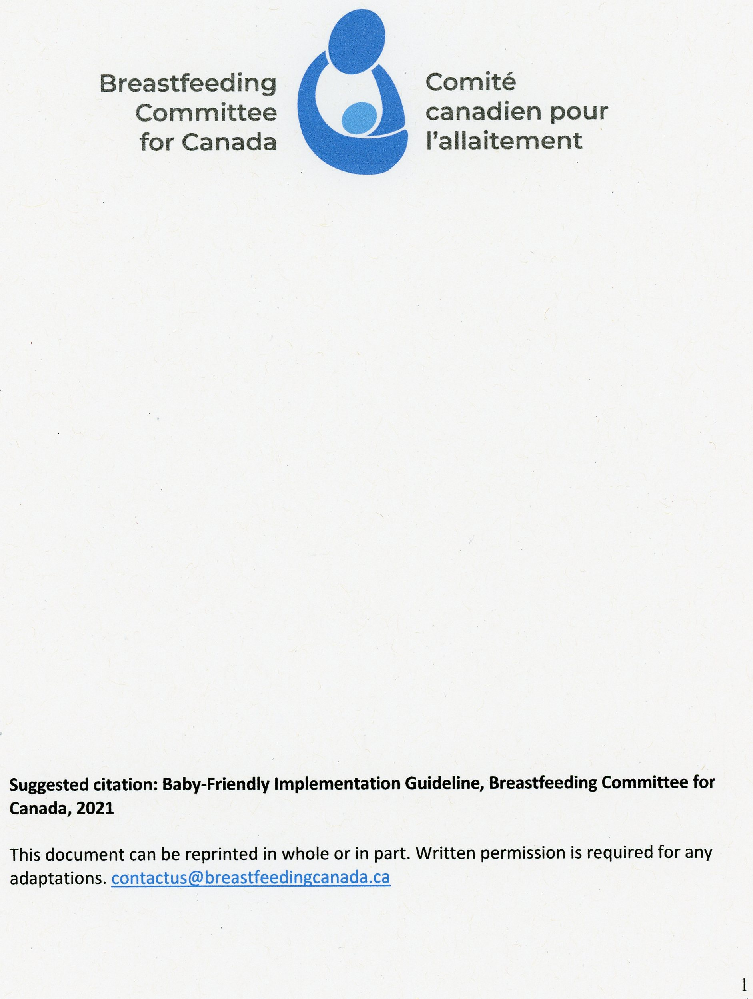 Breastfeeding
Committee
for Canada
Comité
canadien pour
l'allaitement
Suggested citation: Baby-Friendly Implementation Guideline, Breastfeeding Committee for
Canada, 2021
This document can be reprinted in whole or in part. Written permission is required for any
adaptations. contactus@breastfeedingcanada.ca
1